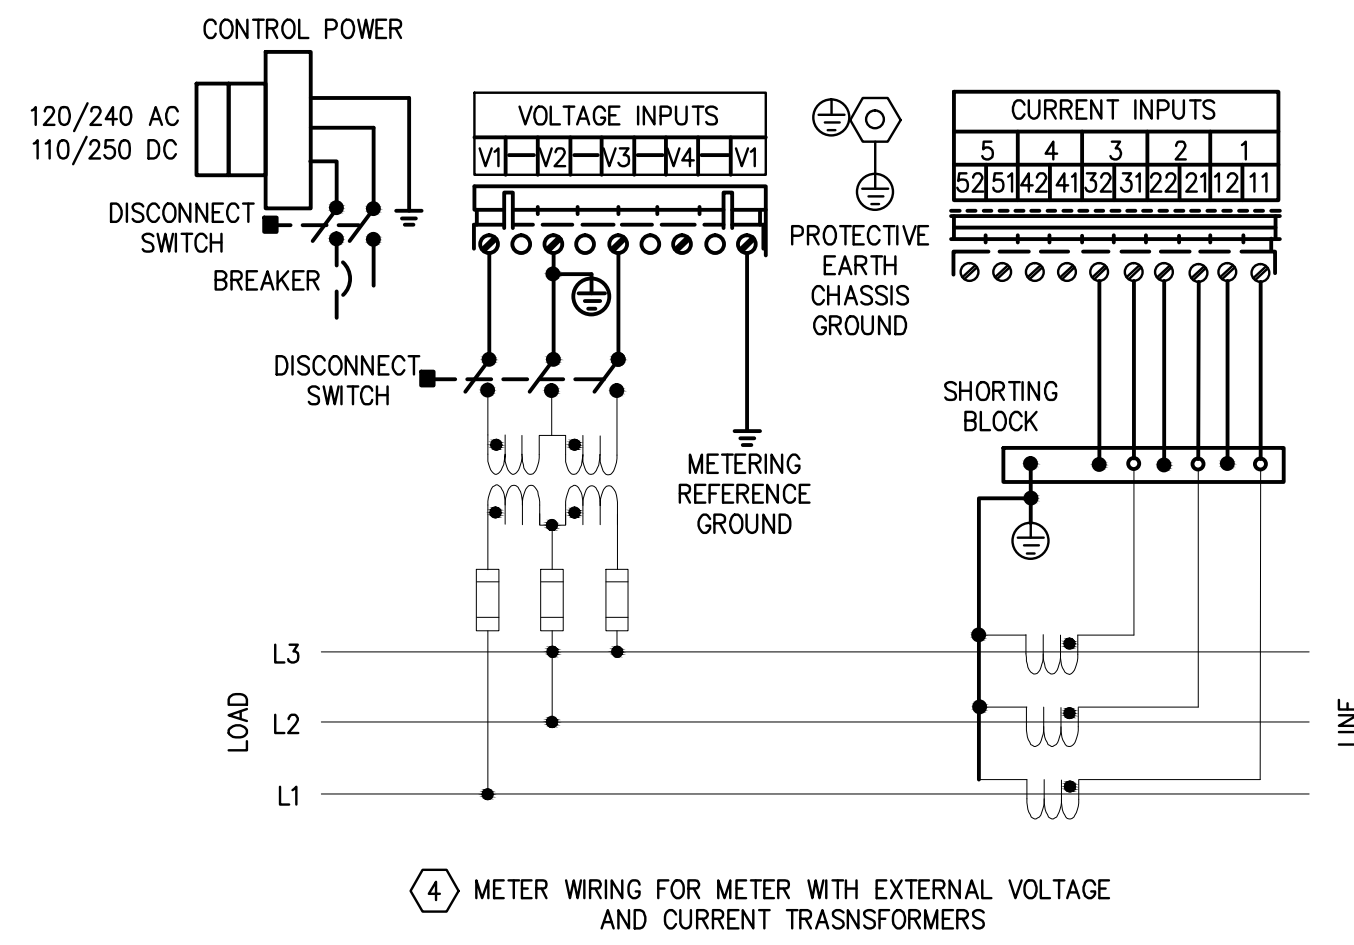 CONTROL POWER
120/240 AC
110/250 DC
DISCONNECT
SWITCH
BREAKER
VOLTAGE INPUTS
V1 V2 V3 V4 V1
DISCONNECT
SWITCH
METERING
REFERENCE
GROUND
PROTECTIVE
EARTH
CHASSIS
GROUND
CURRENT INPUTS
5 4 3 2 1
52 51 42 41 32 31 22 21 12 11
SHORTING
BLOCK
L3
L2
L1
LOAD
LINE
4 METER WIRING FOR METER WITH EXTERNAL VOLTAGE
AND CURRENT TRASNSFORMERS